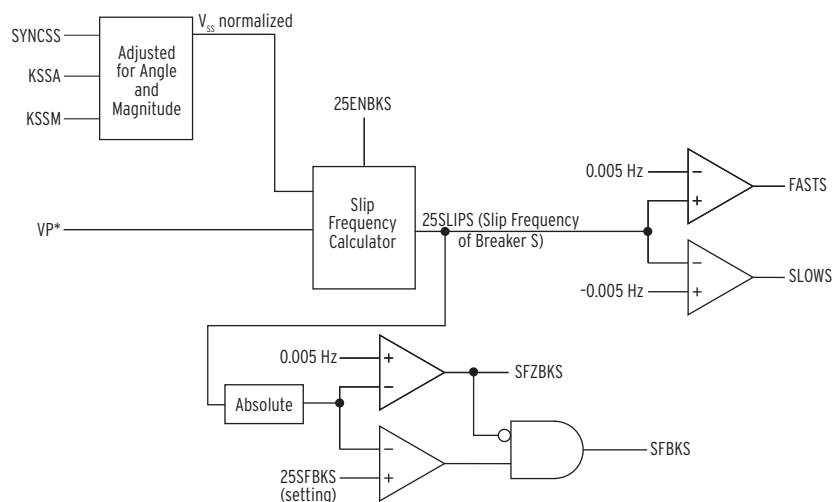 SYNCSS
KSSA
KSSM
Adjusted
for Angle
and
Magnitude
Vss normalized
25ENBKS
VP*
Slip
Frequency
Calculator
25SLIPS (Slip Frequency
of Breaker S)
0.005 Hz
−
+
FASTS
−
+
-0.005 Hz
SLOWS
0.005 Hz
+
−
SFZBKS
Absolute
−
+
25SFBKS
(setting)
SFBKS